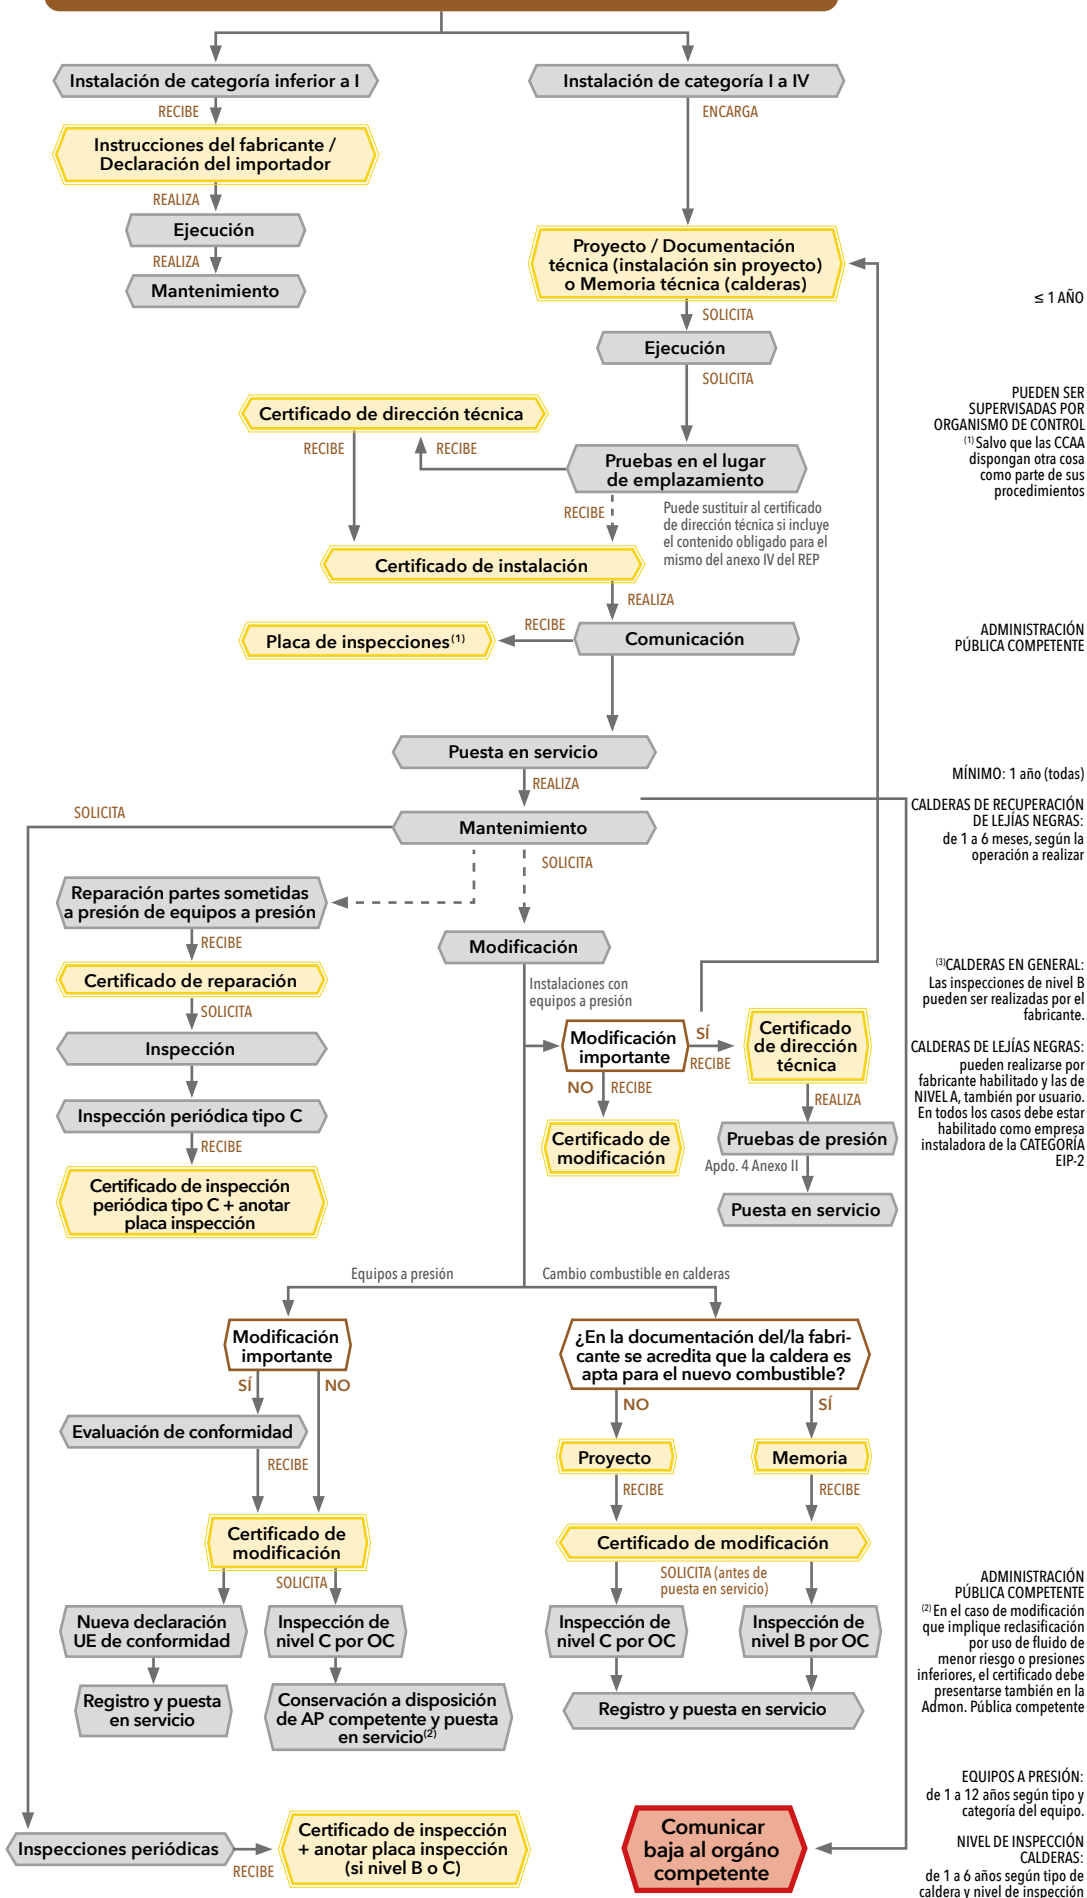 Instalación de categoría inferior a I
Instalación de categoría I a IV
RECIBE
ENCARGA
Instrucciones del fabricante /
Declaración del importador
REALIZA
Ejecución
REALIZA
Mantenimiento
Proyecto / Documentación
técnica (instalación sin proyecto)
o Memoria técnica (calderas)
≤ 1 AÑO
SOLICITA
Ejecución
SOLICITA
PUEDEN SER
SUPERVISADAS POR
ORGANISMO DE CONTROL
(1) Salvo que las CCAA
dispongan otra cosa
como parte de sus
procedimientos
Certificado de dirección técnica
RECIBE
RECIBE
Pruebas en el lugar
de emplazamiento
RECIBE
Puede sustituir al certificado
de dirección técnica si incluye
el contenido obligado para el
mismo del anexo IV del REP
Certificado de instalación
REALIZA
RECIBE
Placa de inspecciones(1)
Comunicación
ADMINISTRACIÓN
PÚBLICA COMPETENTE
Puesta en servicio
REALIZA
MÍNIMO: 1 año (todas)
CALDERAS DE RECUPERACIÓN
DE LEJÍAS NEGRAS:
de 1 a 6 meses, según la
operación a realizar
SOLICITA
Mantenimiento
SOLICITA
Reparación partes sometidas
a presión de equipos a presión
RECIBE
Certificado de reparación
SOLICITA
Inspección
Inspección periódica tipo C
RECIBE
Certificado de inspección
periódica tipo C + anotar
placa inspección
Modificación
Instalaciones con
equipos a presión
Modificación
importante
SÍ
RECIBE
NO
RECIBE
Certificado de
modificación
Certificado
de dirección
técnica
REALIZA
Pruebas de presión
Apdo. 4 Anexo II
Puesta en servicio
(3)CALDERAS EN GENERAL:
Las inspecciones de nivel B
pueden ser realizadas por el
fabricante.
CALDERAS DE LEJÍAS NEGRAS:
pueden realizarse por
fabricante habilitado y las de
NIVEL A, también por usuario.
En todos los casos debe estar
habilitado como empresa
instaladora de la CATEGORÍA
EIP-2
Equipos a presión
Cambio combustible en calderas
Modificación
importante
SÍ
NO
Evaluación de conformidad
RECIBE
Certificado de
modificación
SOLICITA
Nueva declaración
UE de conformidad
Inspección de
nivel C por OC
Registro y puesta
en servicio
Conservación a disposición
de AP competente y puesta
en servicio(2)
¿En la documentación del/la fabri-
cante se acredita que la caldera es
apta para el nuevo combustible?
NO
SÍ
Proyecto
Memoria
RECIBE
RECIBE
Certificado de modificación
SOLICITA (antes de
puesta en servicio)
Inspección de
nivel C por OC
Inspección de
nivel B por OC
Registro y puesta en servicio
ADMINISTRACIÓN
PÚBLICA COMPETENTE
(2) En el caso de modificación
que implique reclasificación
por uso de fluido de
menor riesgo o presiones
inferiores, el certificado debe
presentarse también en la
Admon. Pública competente
Inspecciones periódicas
RECIBE
Certificado de inspección
+ anotar placa inspección
(si nivel B o C)
Comunicar
baja al orgáno
competente
EQUIPOS A PRESIÓN:
de 1 a 12 años según tipo y
categoría del equipo.
NIVEL DE INSPECCIÓN
CALDERAS:
de 1 a 6 años según tipo de
caldera y nivel de inspección